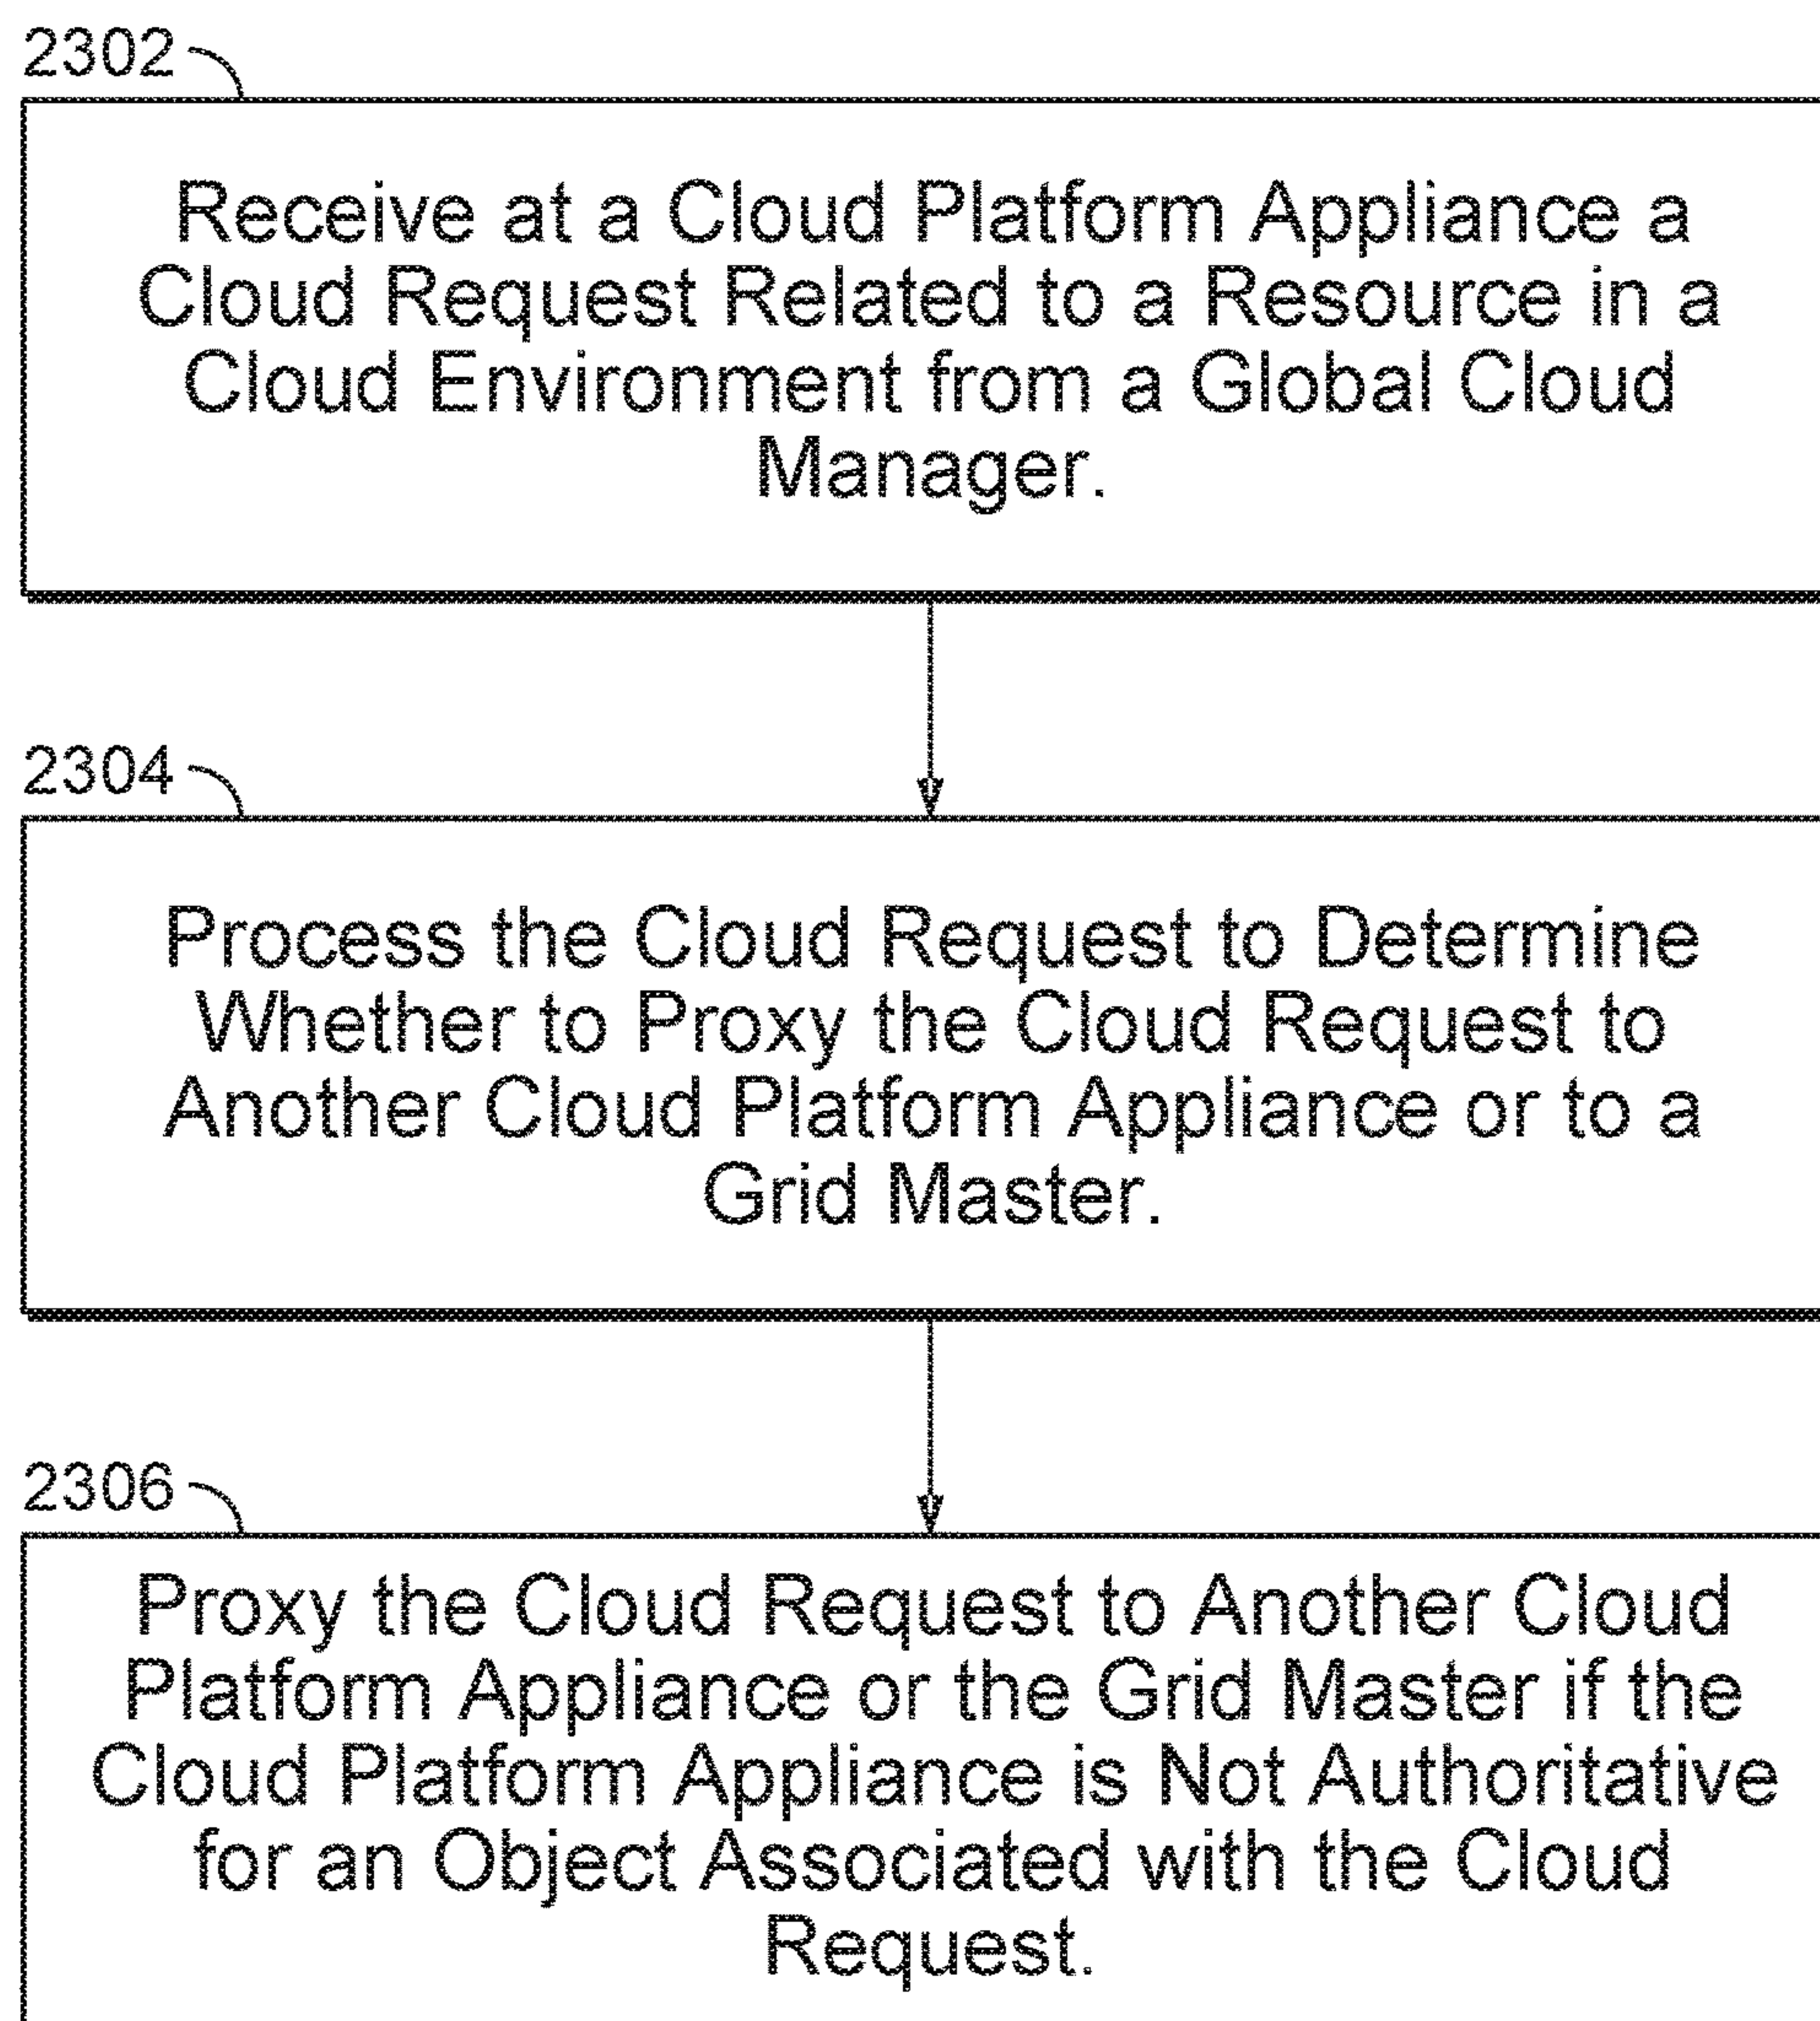 2302
Receive at a Cloud Platform Appliance a
Cloud Request Related to a Resource in a
Cloud Environment from a Global Cloud
Manager.
2304
Process the Cloud Request to Determine
Whether to Proxy the Cloud Request to
Another Cloud Platform Appliance or to a
Grid Master.
2306
Proxy the Cloud Request to Another Cloud
Platform Appliance or the Grid Master if the
Cloud Platform Appliance is Not Authoritative
for an Object Associated with the Cloud
Request.